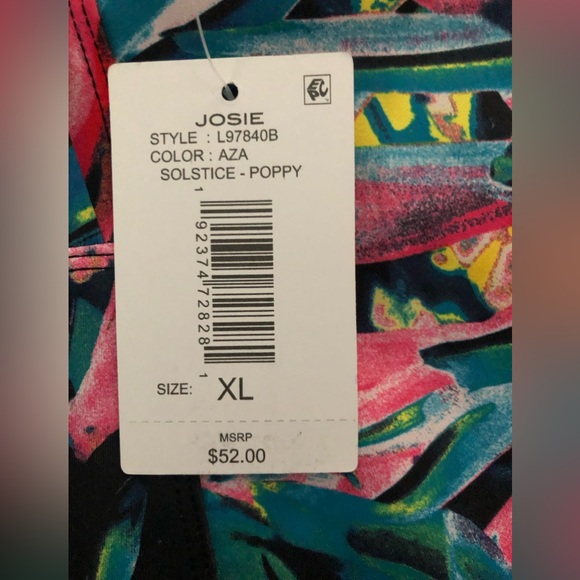 JOSIE
STYLE : L97840B
COLOR : AZA
SOLSTICE - POPPY
1 92374 72828 1
SIZE: XL
MSRP
$52.00